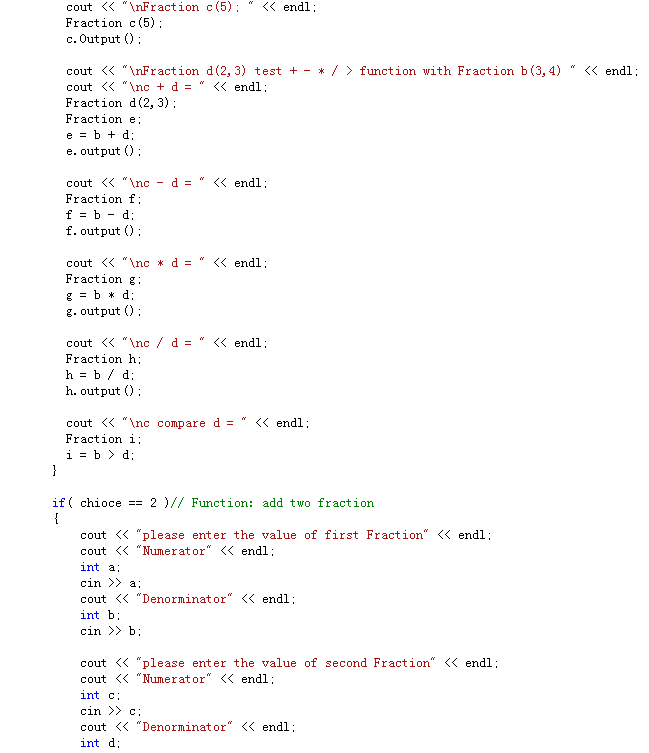 cout << "\nFraction c(5); " << endl;
Fraction c(5);
c.Output();
cout << "\nFraction d(2,3) test + - * / > function with Fraction b(3,4) " << endl;
cout << "\nc + d = " << endl;
Fraction d(2,3);
Fraction e;
e = b + d;
e.output();
cout << "\nc - d = " << endl;
Fraction f;
f = b - d;
f.output();
cout << "\nc * d = " << endl;
Fraction g;
g = b * d;
g.output();
cout << "\nc / d = " << endl;
Fraction h;
h = b / d;
h.output();
cout << "\nc compare d = " << endl;
Fraction i;
i = b > d;
}
if( chioce == 2 )// Function: add two fraction
{
cout << "please enter the value of first Fraction" << endl;
cout << "Numerator" << endl;
int a;
cin >> a;
cout << "Denorminator" << endl;
int b;
cin >> b;
cout << "please enter the value of second Fraction" << endl;
cout << "Numerator" << endl;
int c;
cin >> c;
cout << "Denorminator" << endl;
int d;